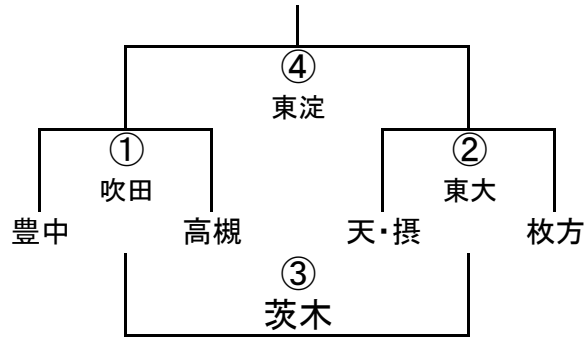 ④
東淀
① ②
吹田 東大
豊中 高槻 天・摂 枚方
③
茨木